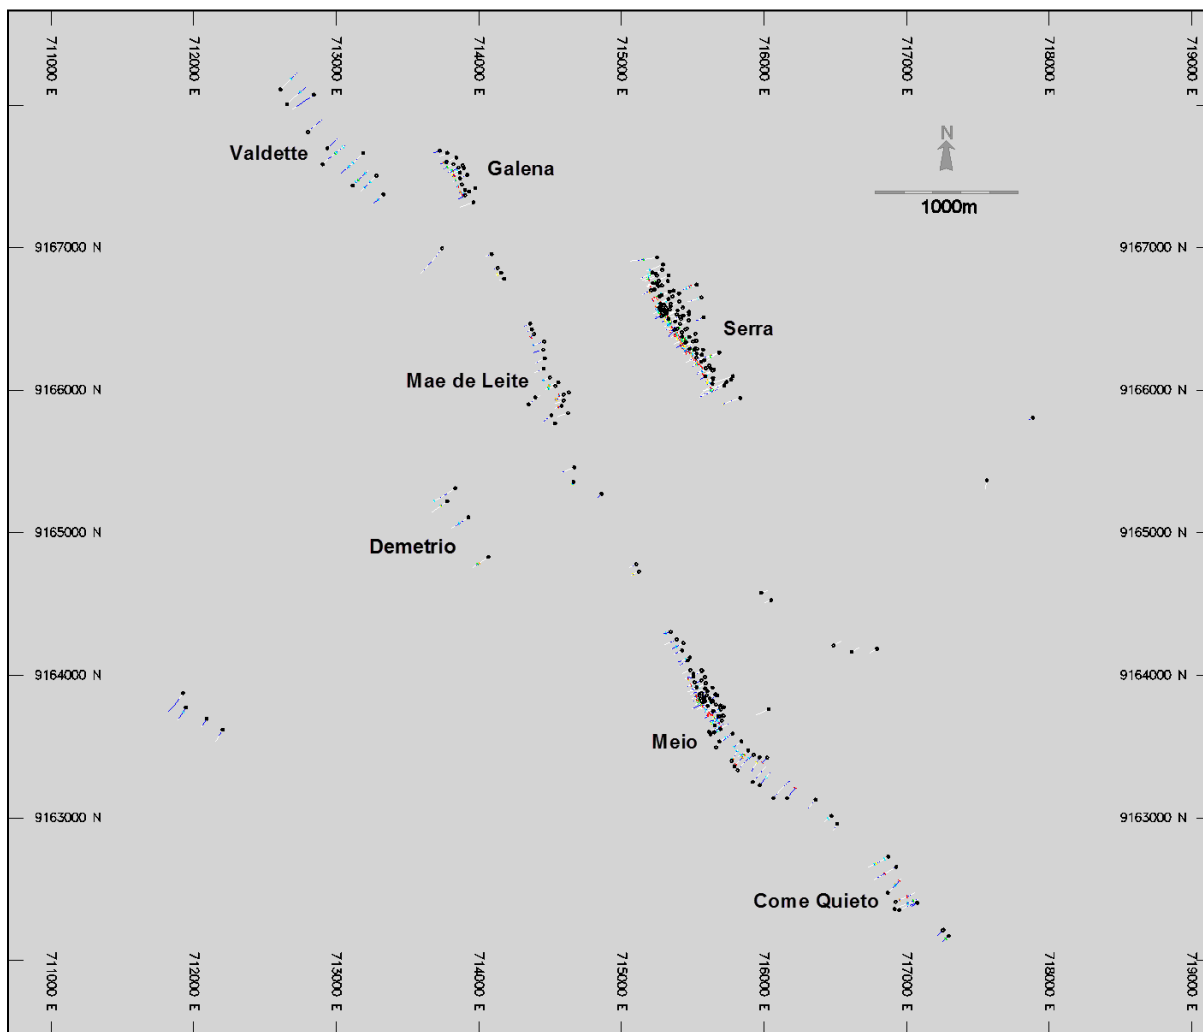 711000 E
712000 E
713000 E
714000 E
715000 E
716000 E
717000 E
718000 E
719000 E
N
1000m
Valdette
Galena
9167000 N
9167000 N
Serra
Mae de Leite
9166000 N
9166000 N
9165000 N
9165000 N
Demetrio
9164000 N
9164000 N
Meio
9163000 N
9163000 N
Come Quieto
711000 E
712000 E
713000 E
714000 E
715000 E
716000 E
717000 E
718000 E
719000 E